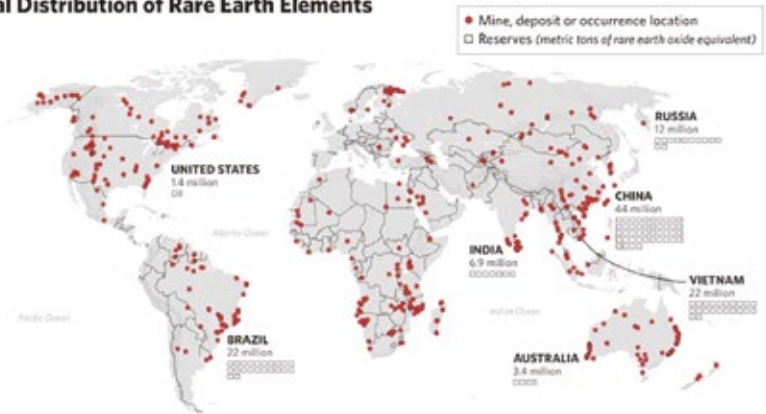 al Distribution of Rare Earth Elements
Mine, deposit or occurrence location
Reserves (metric tons of rare earth oxide equivalent)
RUSSIA
12 million
UNITED STATES
1.4 million
CHINA
44 million
Atlantic Ocean
INDIA
6.9 million
VIETNAM
22 million
Pacific Ocean
Indian Ocean
BRAZIL
22 million
AUSTRALIA
3.4 million